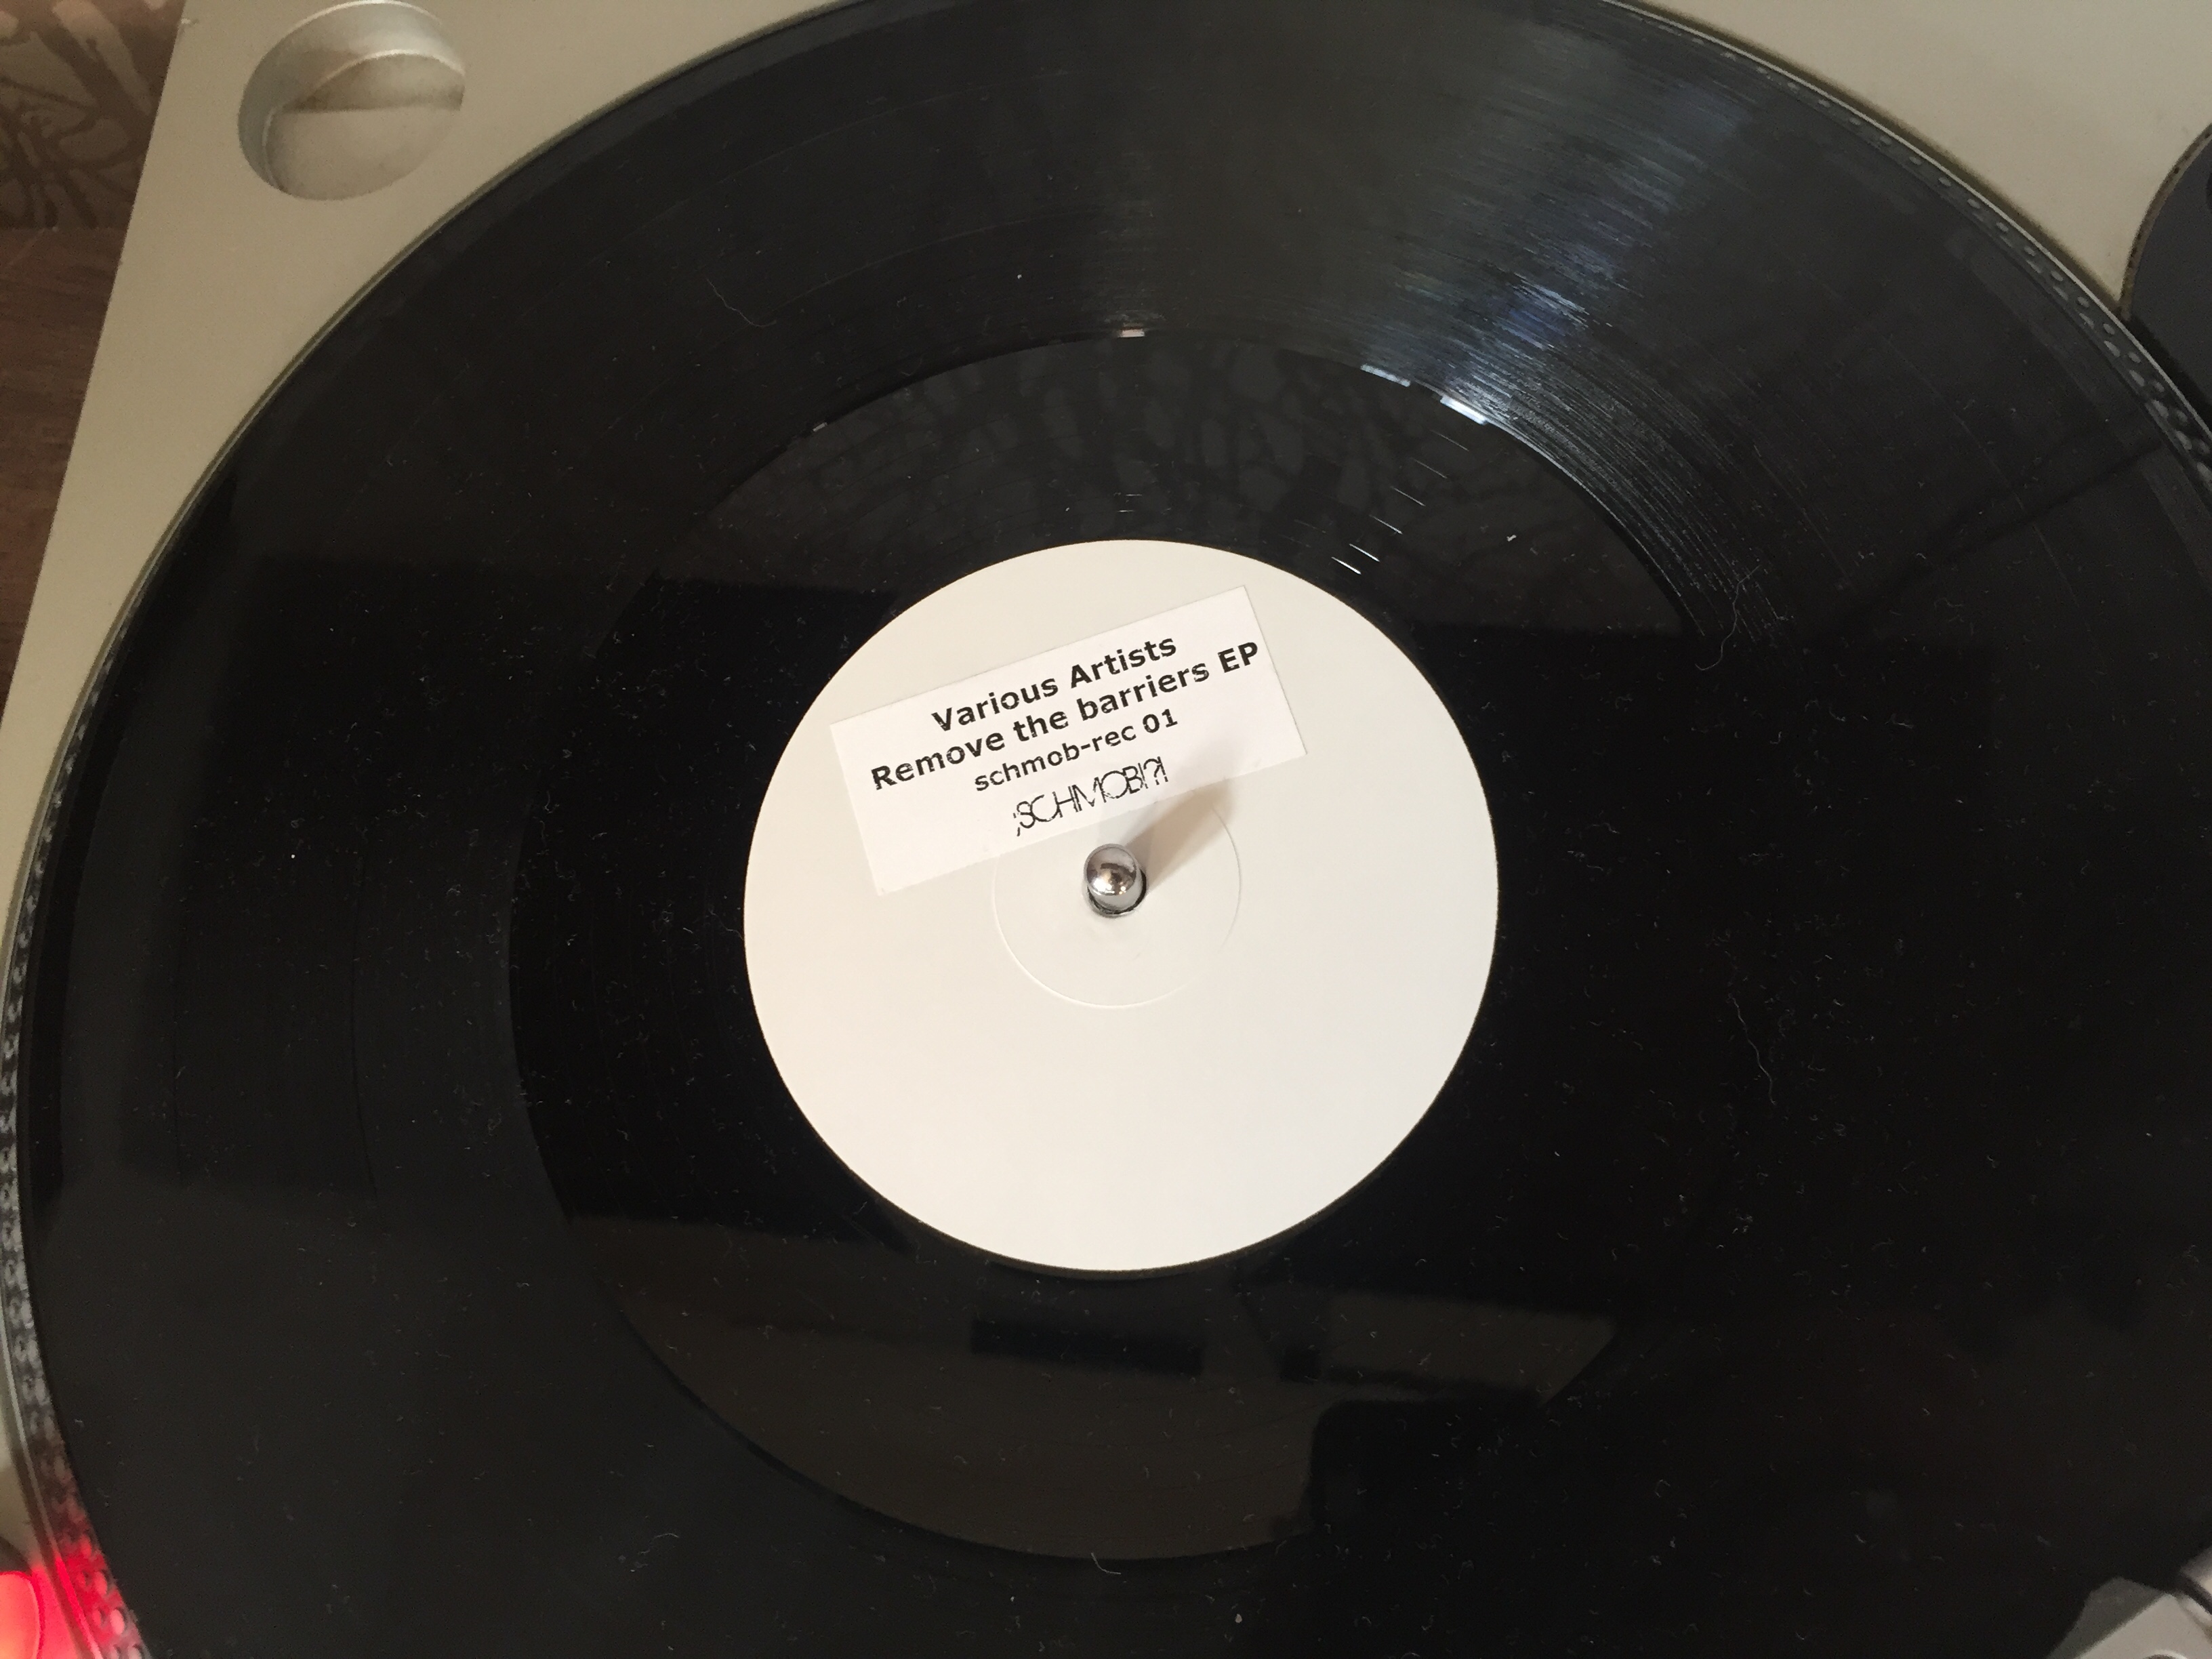 Various Artists
Remove the barriers EP
schmob-rec 01
;SCHMOB!?!